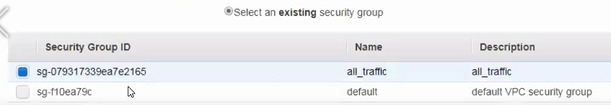 Select an existing security group
Security Group ID Name Description
sg-079317339ea7e2165 all_traffic all_traffic
sg-f10ea79c default default VPC security group